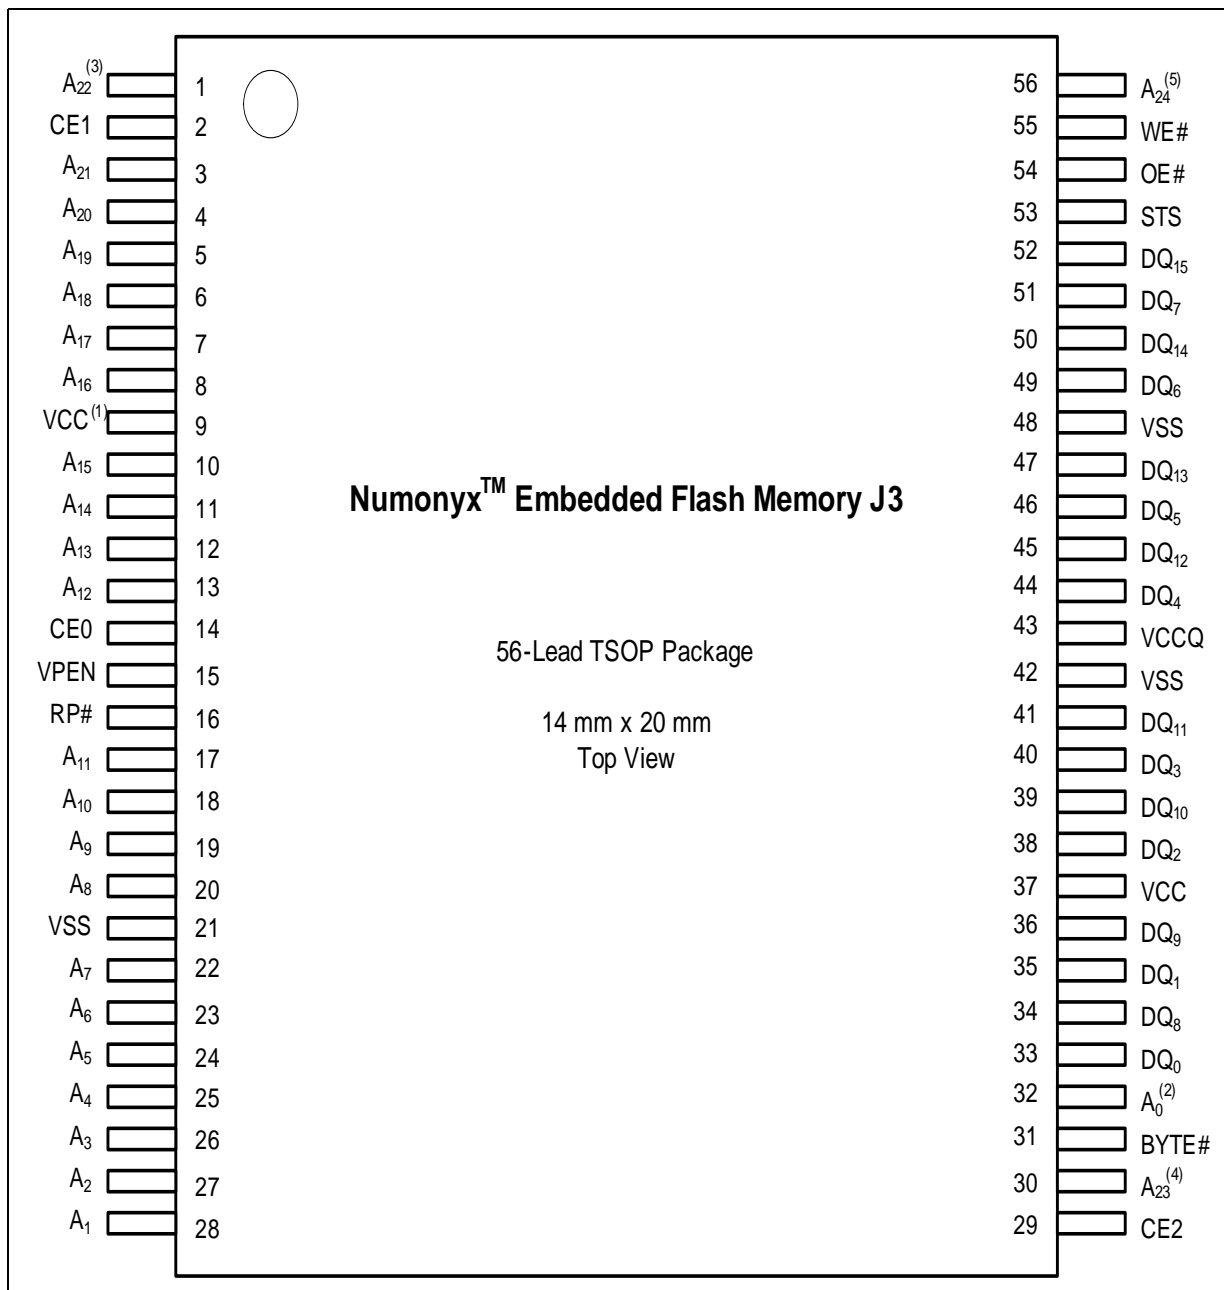 A22(3) 1 56 A24(5)
CE1 2 55 WE#
A21 3 54 OE#
A20 4 53 STS
A19 5 52 DQ15
A18 6 51 DQ7
A17 7 50 DQ14
A16 8 49 DQ6
VCC(1) 9 48 VSS
A15 10 47 DQ13
A14 11 46 DQ5
Numonyx™ Embedded Flash Memory J3
A13 12 45 DQ12
A12 13 44 DQ4
CE0 14 43 VCCQ
56-Lead TSOP Package
VPEN 15 42 VSS
RP# 16 41 DQ11
14 mm x 20 mm
A11 17 40 DQ3
Top View
A10 18 39 DQ10
A9 19 38 DQ2
A8 20 37 VCC
VSS 21 36 DQ9
A7 22 35 DQ1
A6 23 34 DQ8
A5 24 33 DQ0
A4 25 32 A0(2)
A3 26 31 BYTE#
A2 27 30 A23(4)
A1 28 29 CE2